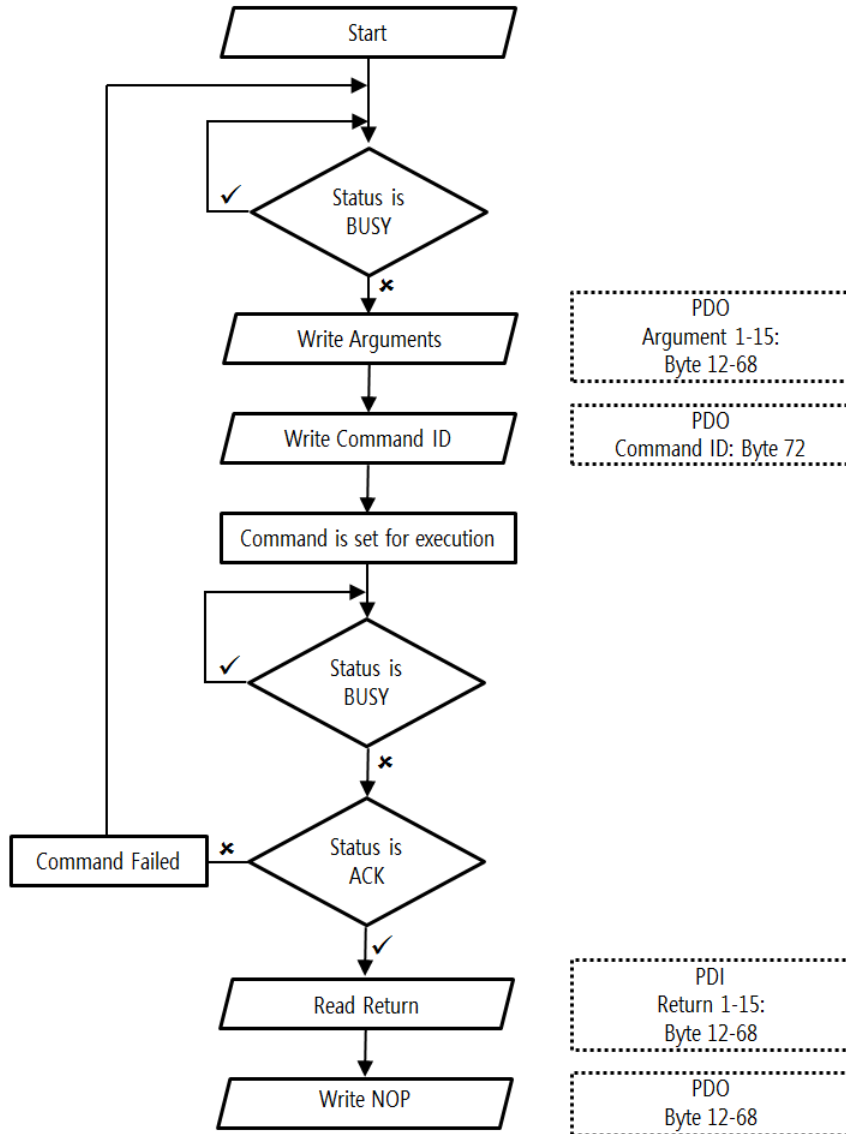 Start
✓
Status is
BUSY
✗
Write Arguments
PDO
Argument 1-15:
Byte 12-68
Write Command ID
PDO
Command ID: Byte 72
Command is set for execution
✓
Status is
BUSY
✗
Command Failed
✗
Status is
ACK
✓
Read Return
PDI
Return 1-15:
Byte 12-68
Write NOP
PDO
Byte 12-68